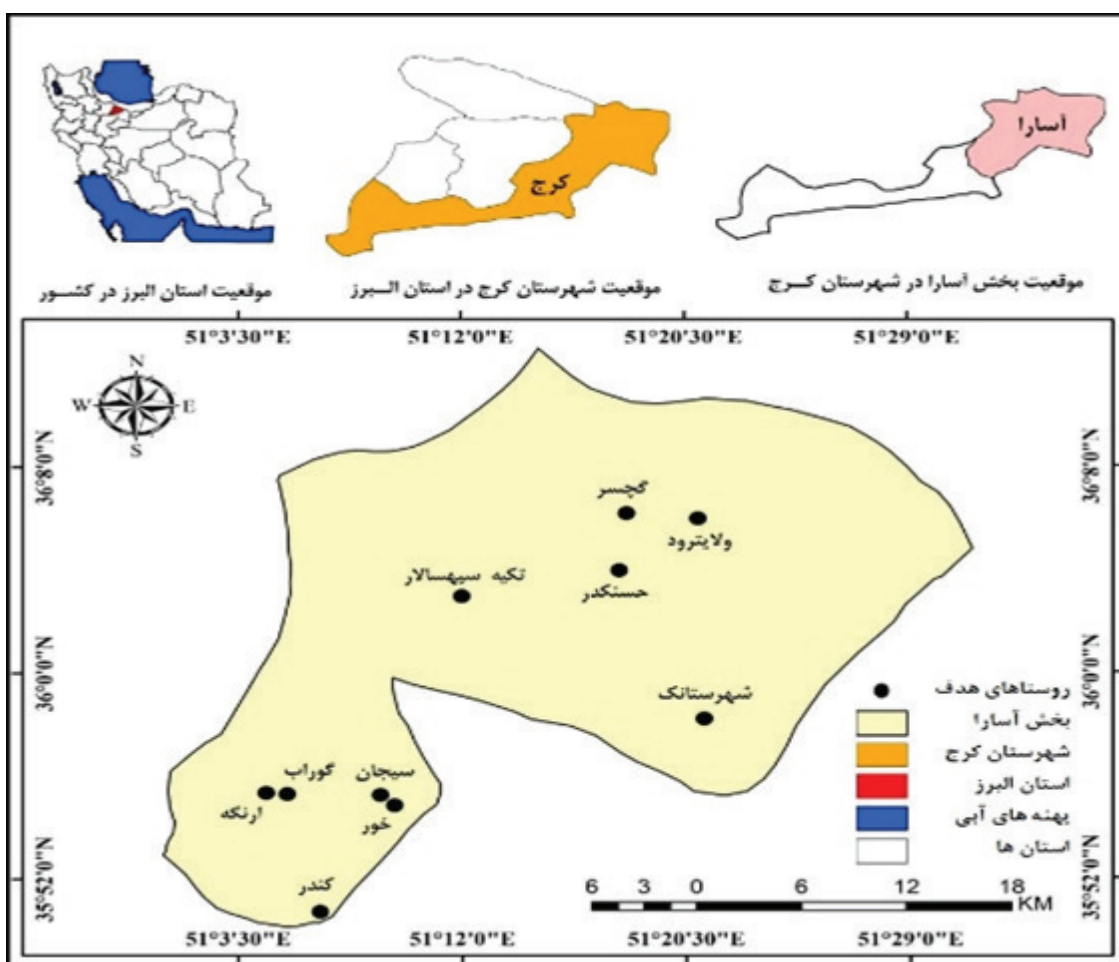 آسارا
کرج
موقعیت استان البرز در کشـــور
موقعیت شهرستان کرج در استان الــبرز
موقعیت بخش آسارا در شهرستان کــرج
51°3'30"E 51°12'0"E 51°20'30"E 51°29'0"E
N
W E
S
36°8'0"N 36°8'0"N
گچسر
ولایترود
حسنکدر
تکیه سپهسالار
36°0'0"N 36°0'0"N
شهرستانک
سیجان
گوراب
ارنکه
خور
کندر
روستاهای هدف
بخش آسارا
شهرستان کرج
استان البرز
پهنه های آبی
استان ها
35°52'0"N 35°52'0"N
6 3 0 6 12 18
KM
51°3'30"E 51°12'0"E 51°20'30"E 51°29'0"E